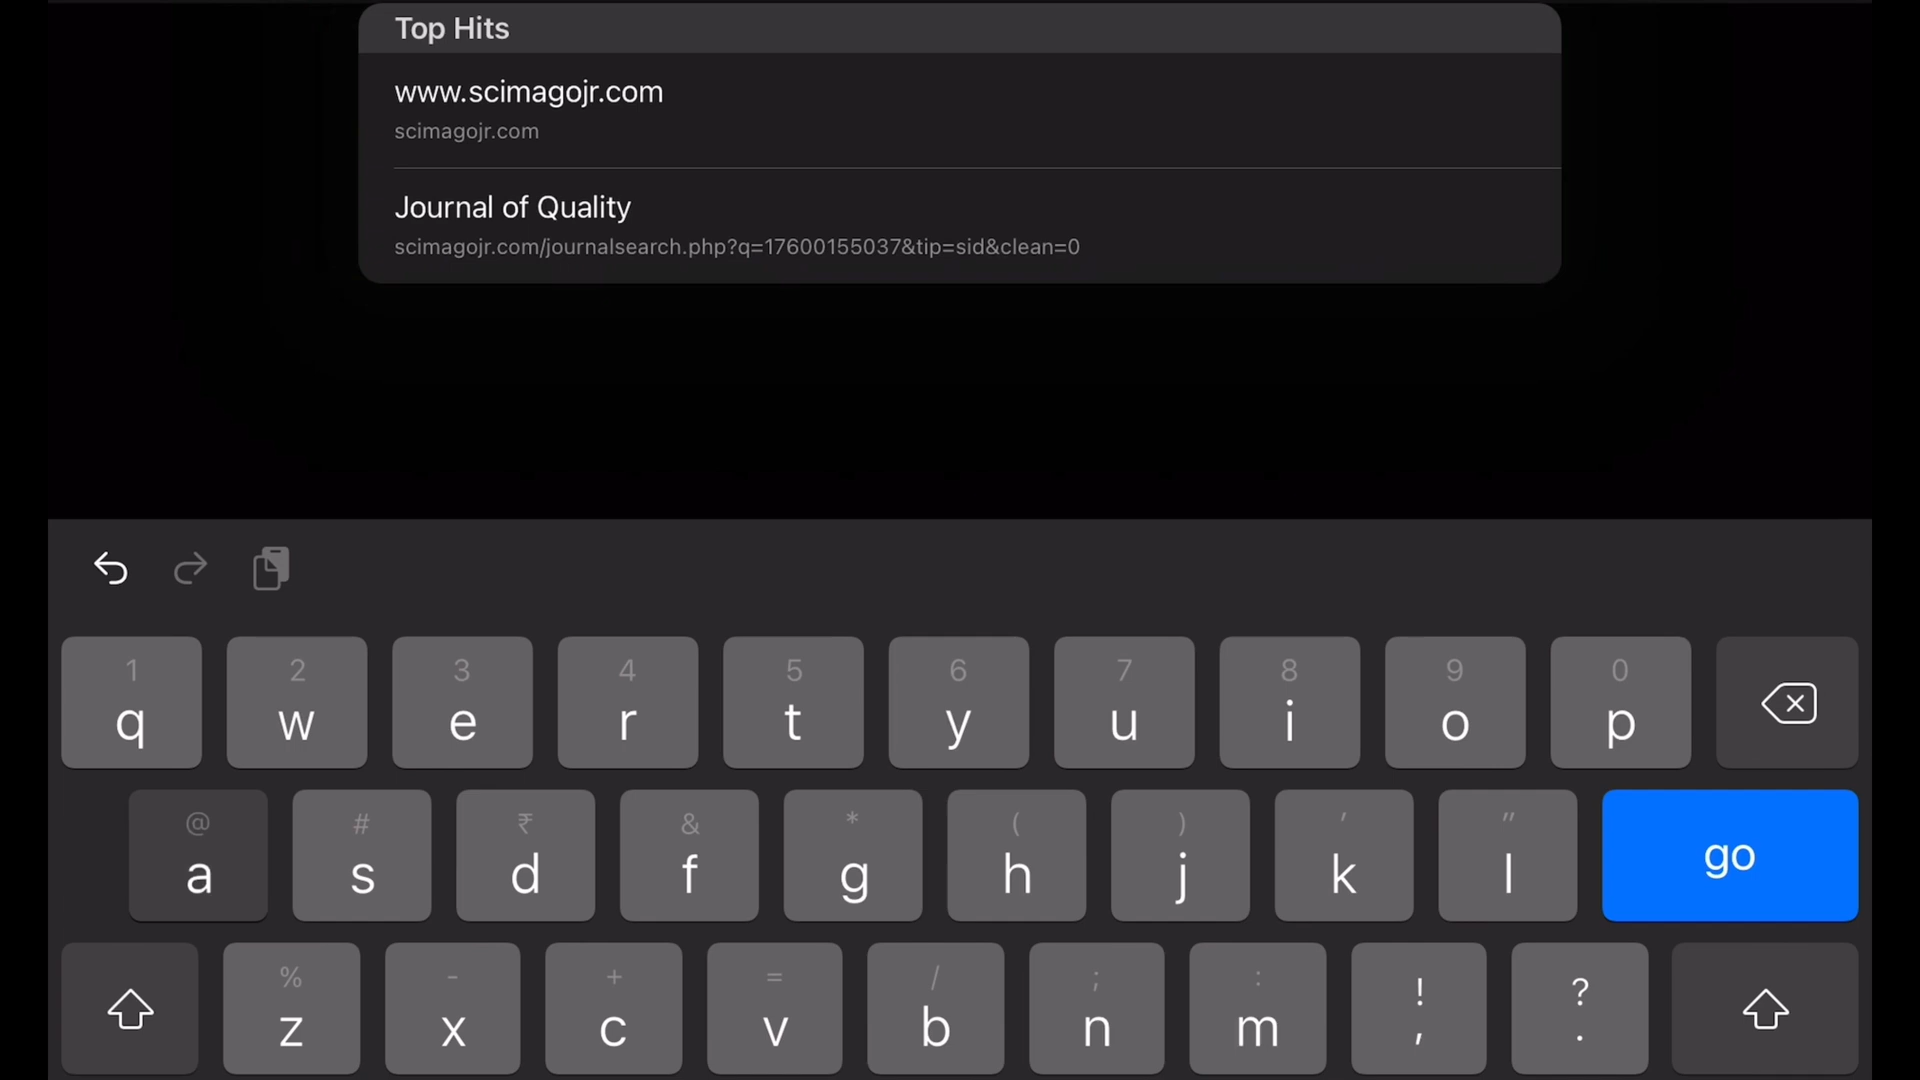 Top Hits
www.scimagojr.com
scimagojr.com
Journal of Quality
scimagojr.com/journalsearch.php?q=17600155037&tip=sid&clean=0
1 2 3 4 5 6 7 8 9 0
q w e r t y u i o p
@ # ₹ & * ( ) ' "
a s d f g h j k l go
% - + = / ; : ! ?
z x c v b n m , .